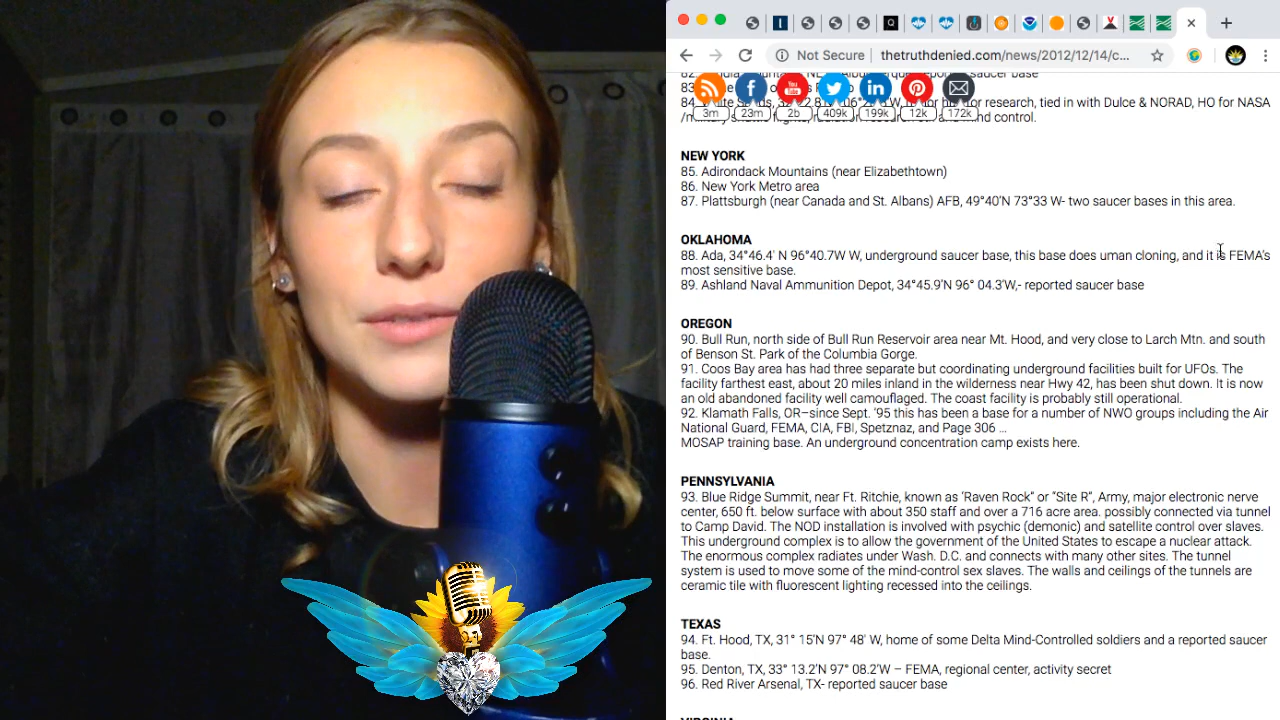 Not Secure
thetruthdenied.com/news/2012/12/14/c...
saucer base
83
84
research, tied in with Dulce & NORAD, HO for NASA
nd control.
3m 23m 2b 409k 199k 12k 172k
NEW YORK
85. Adirondack Mountains (near Elizabethtown)
86. New York Metro area
87. Plattsburgh (near Canada and St. Albans) AFB, 49°40'N 73°33 W- two saucer bases in this area.
OKLAHOMA
88. Ada, 34°46.4' N 96°40.7W W, underground saucer base, this base does uman cloning, and it is FEMA's
most sensitive base.
89. Ashland Naval Ammunition Depot, 34°45.9'N 96° 04.3'W,- reported saucer base
OREGON
90. Bull Run, north side of Bull Run Reservoir area near Mt. Hood, and very close to Larch Mtn. and south
of Benson St. Park of the Columbia Gorge.
91. Coos Bay area has had three separate but coordinating underground facilities built for UFOs. The
facility farthest east, about 20 miles inland in the wilderness near Hwy 42, has been shut down. It is now
an old abandoned facility well camouflaged. The coast facility is probably still operational.
92. Klamath Falls, OR–since Sept. '95 this has been a base for a number of NWO groups including the Air
National Guard, FEMA, CIA, FBI, Spetznaz, and Page 306 ...
MOSAP training base. An underground concentration camp exists here.
PENNSYLVANIA
93. Blue Ridge Summit, near Ft. Ritchie, known as 'Raven Rock" or "Site R", Army, major electronic nerve
center, 650 ft. below surface with about 350 staff and over a 716 acre area. possibly connected via tunnel
to Camp David. The NOD installation is involved with psychic (demonic) and satellite control over slaves.
This underground complex is to allow the government of the United States to escape a nuclear attack.
The enormous complex radiates under Wash. D.C. and connects with many other sites. The tunnel
system is used to move some of the mind-control sex slaves. The walls and ceilings of the tunnels are
ceramic tile with fluorescent lighting recessed into the ceilings.
TEXAS
94. Ft. Hood, TX, 31° 15'N 97° 48' W, home of some Delta Mind-Controlled soldiers and a reported saucer
base.
95. Denton, TX, 33° 13.2'N 97° 08.2'W – FEMA, regional center, activity secret
96. Red River Arsenal, TX- reported saucer base